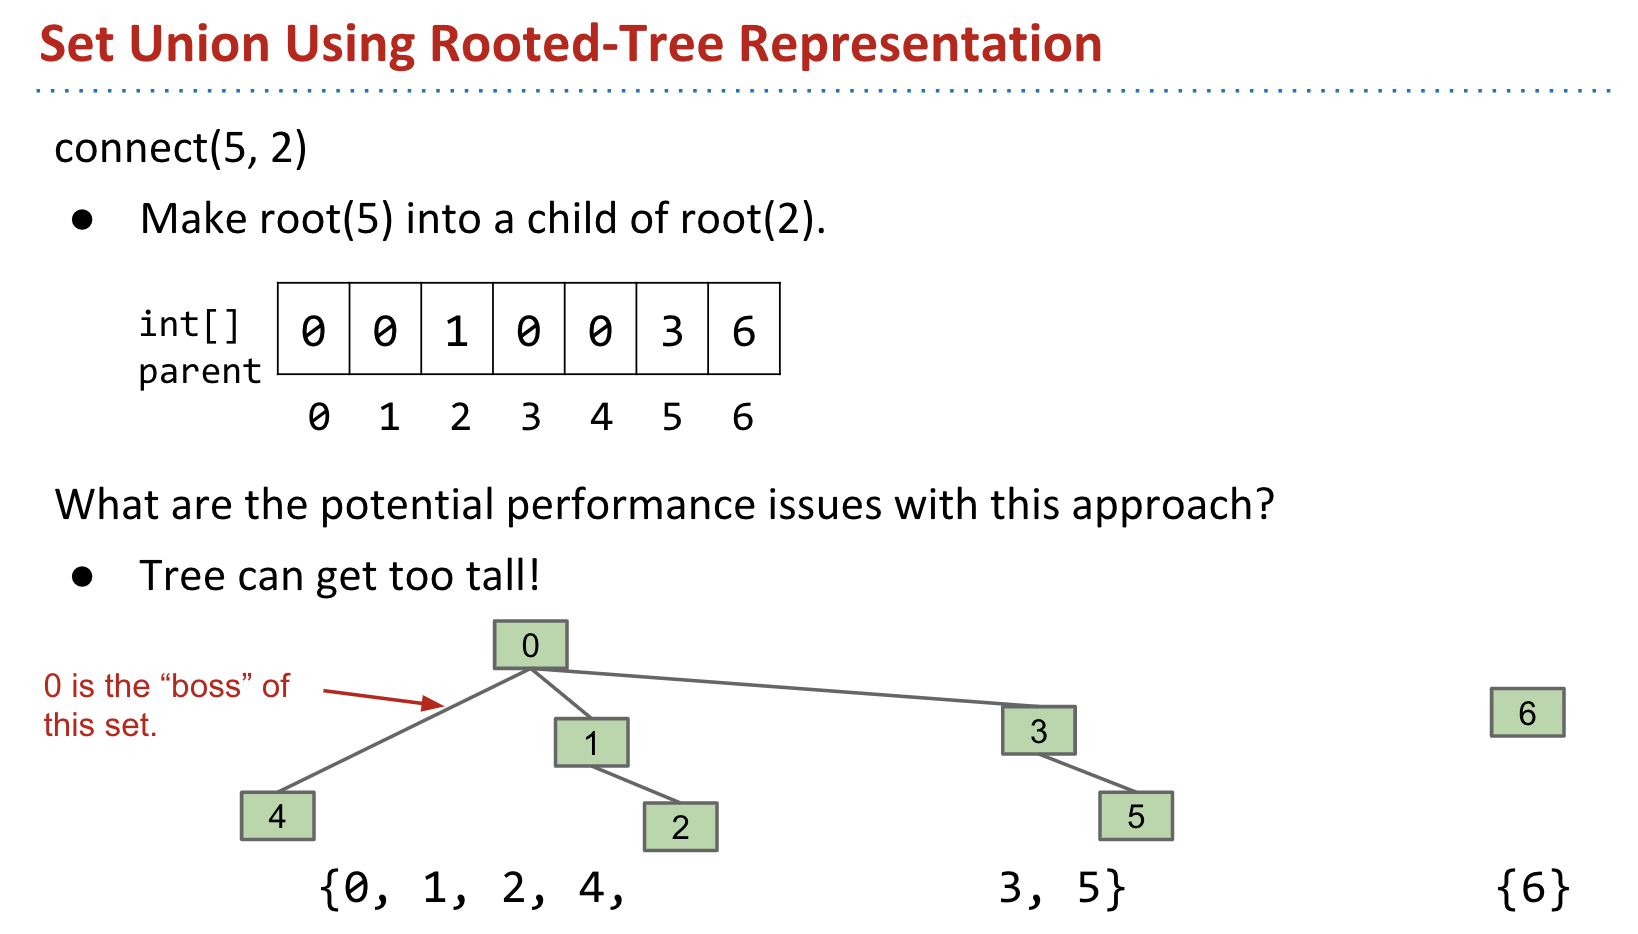 Set Union Using Rooted-Tree Representation
connect(5, 2)
● Make root(5) into a child of root(2).
int[]
parent
0 0 1 0 0 3 6
0 1 2 3 4 5 6
What are the potential performance issues with this approach?
● Tree can get too tall!
0
0 is the “boss” of
this set.
1
3
6
4
2
5
{0, 1, 2, 4, 3, 5} {6}